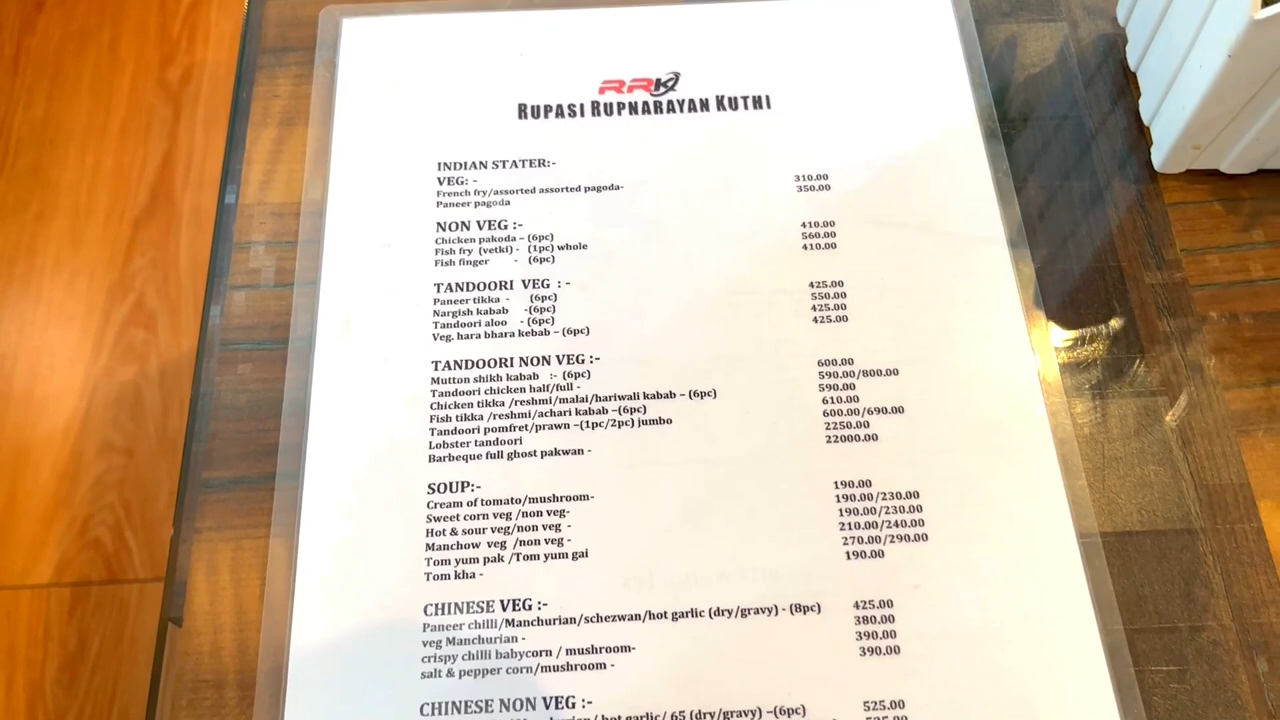 RRK
RUPASI RUPNARAYAN KUTHI
INDIAN STATER:-
VEG: -
French fry/assorted assorted pagoda- 310.00
Paneer pagoda 350.00
NON VEG :-
Chicken pakoda – (6pc) 410.00
Fish fry (vetki) - (1pc) whole 560.00
Fish finger - (6pc) 410.00
TANDOORI VEG : -
Paneer tikka - (6pc) 425.00
Nargish kabab -(6pc) 550.00
Tandoori aloo - (6pc) 425.00
Veg. hara bhara kebab – (6pc) 425.00
TANDOORI NON VEG :-
Mutton shikh kabab :- (6pc) 600.00
Tandoori chicken half/full - 590.00/800.00
Chicken tikka /reshmi/malai/hariwali kabab – (6pc) 590.00
Fish tikka /reshmi/achari kabab –(6pc) 610.00
Tandoori pomfret/prawn –(1pc/2pc) jumbo 600.00/690.00
Lobster tandoori 2250.00
Barbeque full ghost pakwan - 22000.00
SOUP:-
Cream of tomato/mushroom- 190.00
Sweet corn veg /non veg- 190.00/230.00
Hot & sour veg/non veg - 190.00/230.00
Manchow veg /non veg - 210.00/240.00
Tom yum pak /Tom yum gai 270.00/290.00
Tom kha - 190.00
CHINESE VEG :-
Paneer chilli/Manchurian/schezwan/hot garlic (dry/gravy) - (8pc) 425.00
veg Manchurian - 380.00
crispy chilli babycorn / mushroom- 390.00
salt & pepper corn/mushroom - 390.00
CHINESE NON VEG :-
/ hot garlic/ 65 (dry/gravy) –(6pc) 525.00